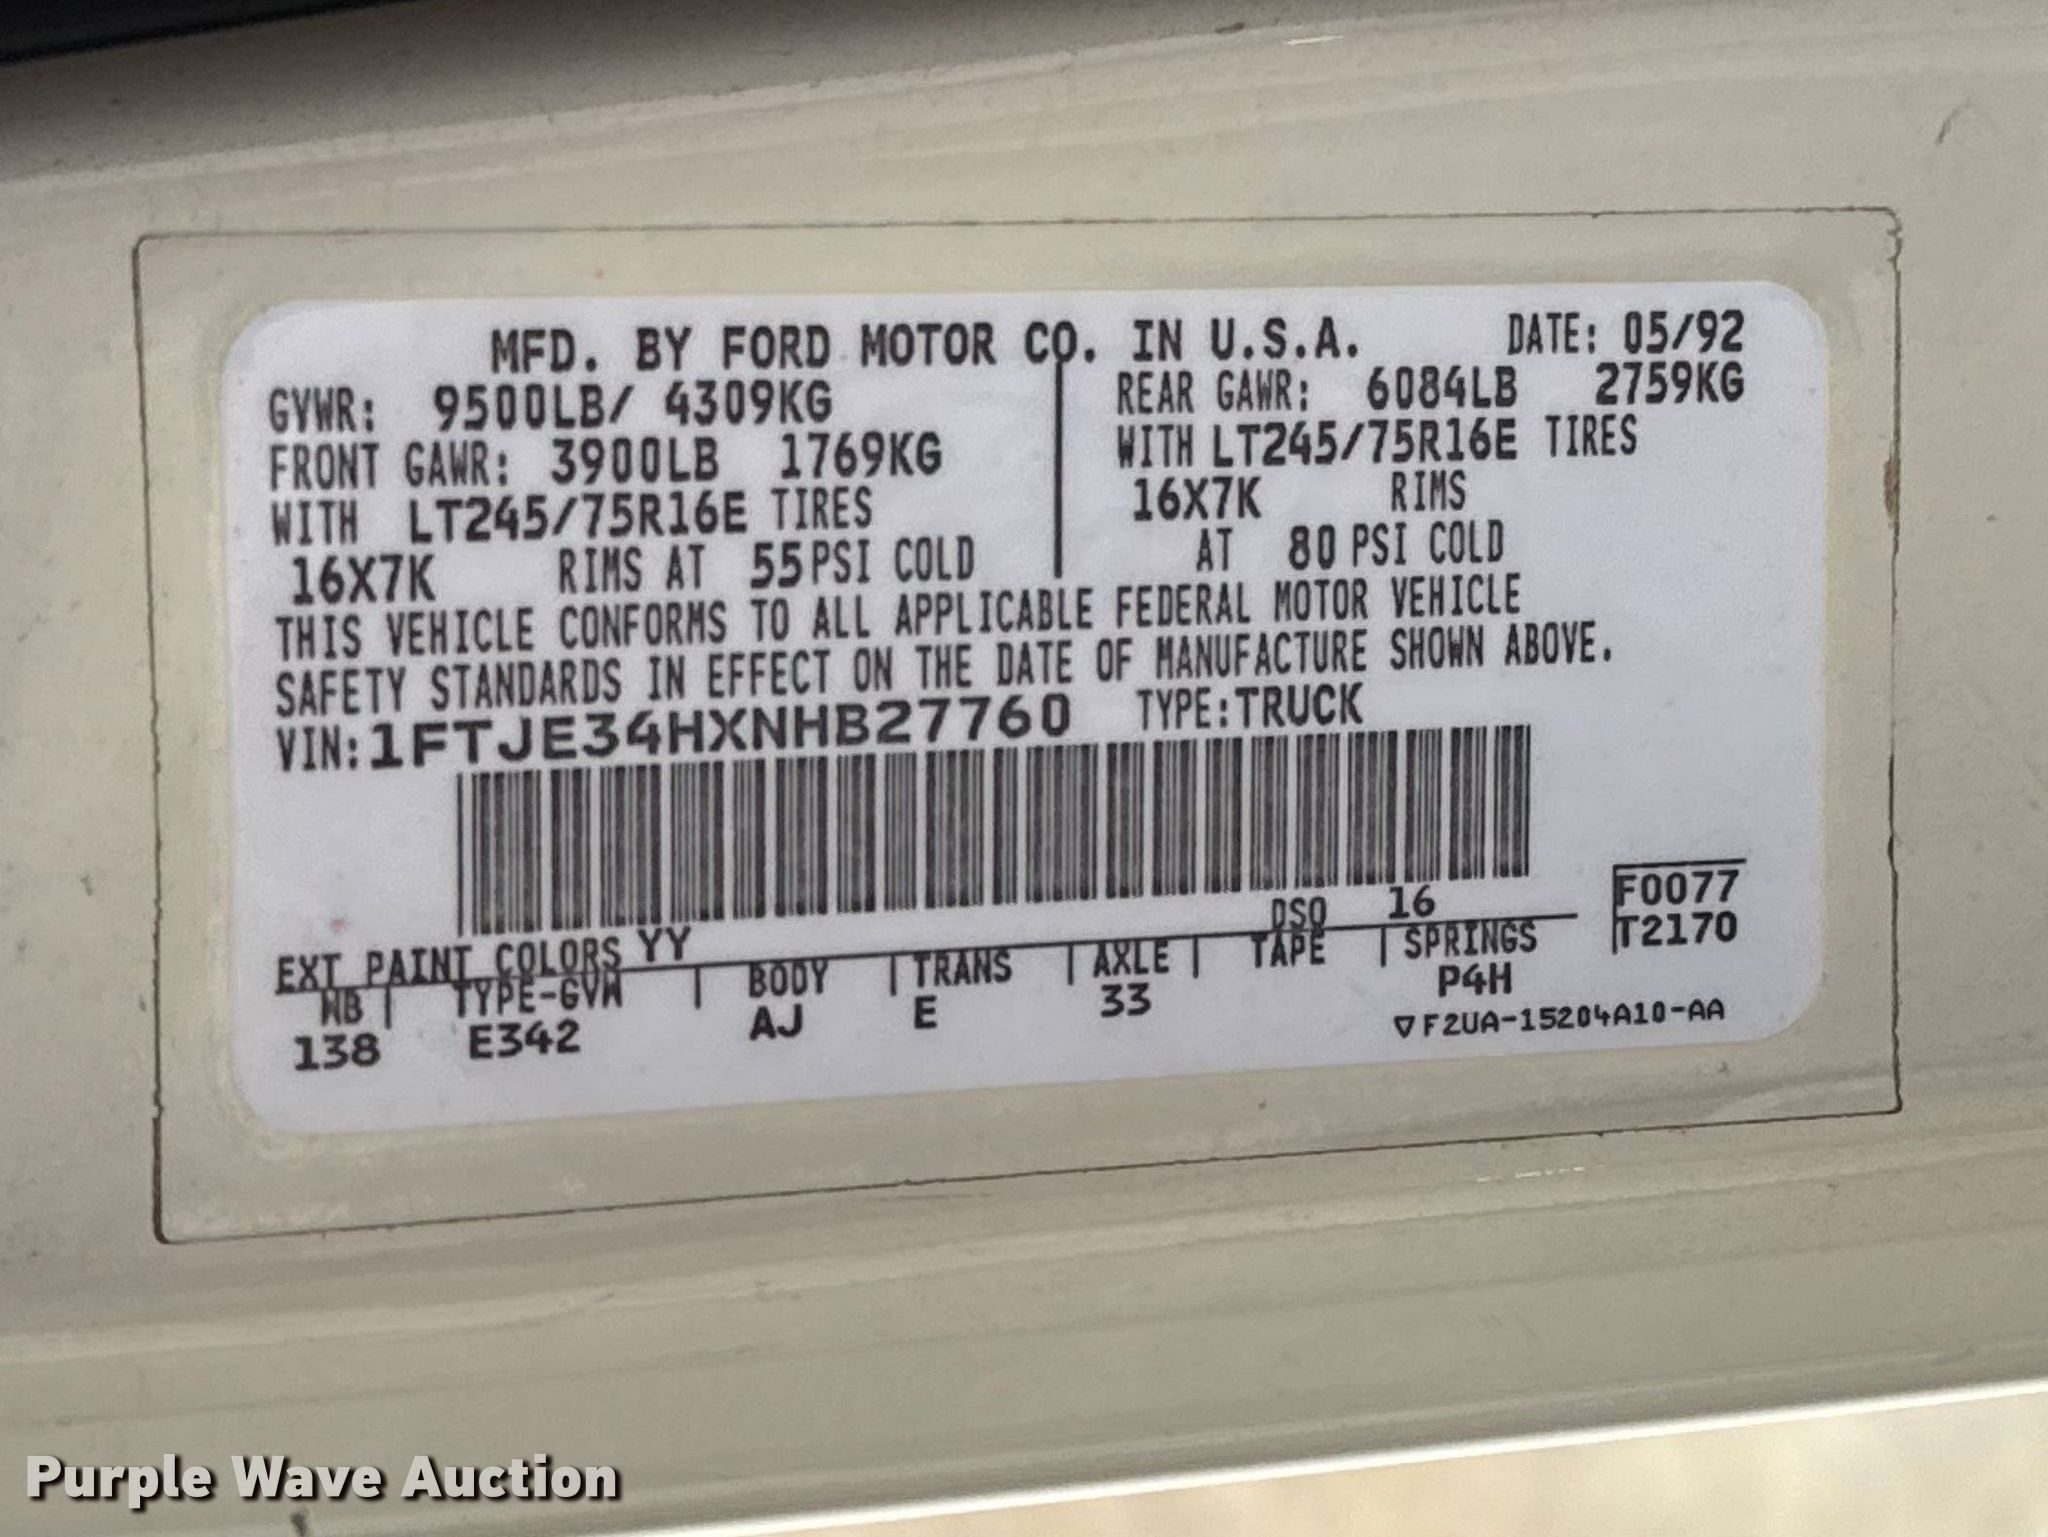 MFD. BY FORD MOTOR CO. IN U.S.A.
DATE: 05/92
GVWR: 9500LB/ 4309KG
FRONT GAWR: 3900LB 1769KG
WITH LT245/75R16E TIRES
16X7K RIMS AT 55PSI COLD
REAR GAWR: 6084LB 2759KG
WITH LT245/75R16E TIRES
16X7K RIMS
AT 80 PSI COLD
THIS VEHICLE CONFORMS TO ALL APPLICABLE FEDERAL MOTOR VEHICLE
SAFETY STANDARDS IN EFFECT ON THE DATE OF MANUFACTURE SHOWN ABOVE.
VIN:1FTJE34HXNHB27760 TYPE:TRUCK
EXT PAINT COLORS YY DSO 16
WB | TYPE-GVW | BODY | TRANS | AXLE | TAPE | SPRINGS
138 E342 AJ E 33 P4H
F0077
T2170
▽F2UA-15204A10-AA
Purple Wave Auction